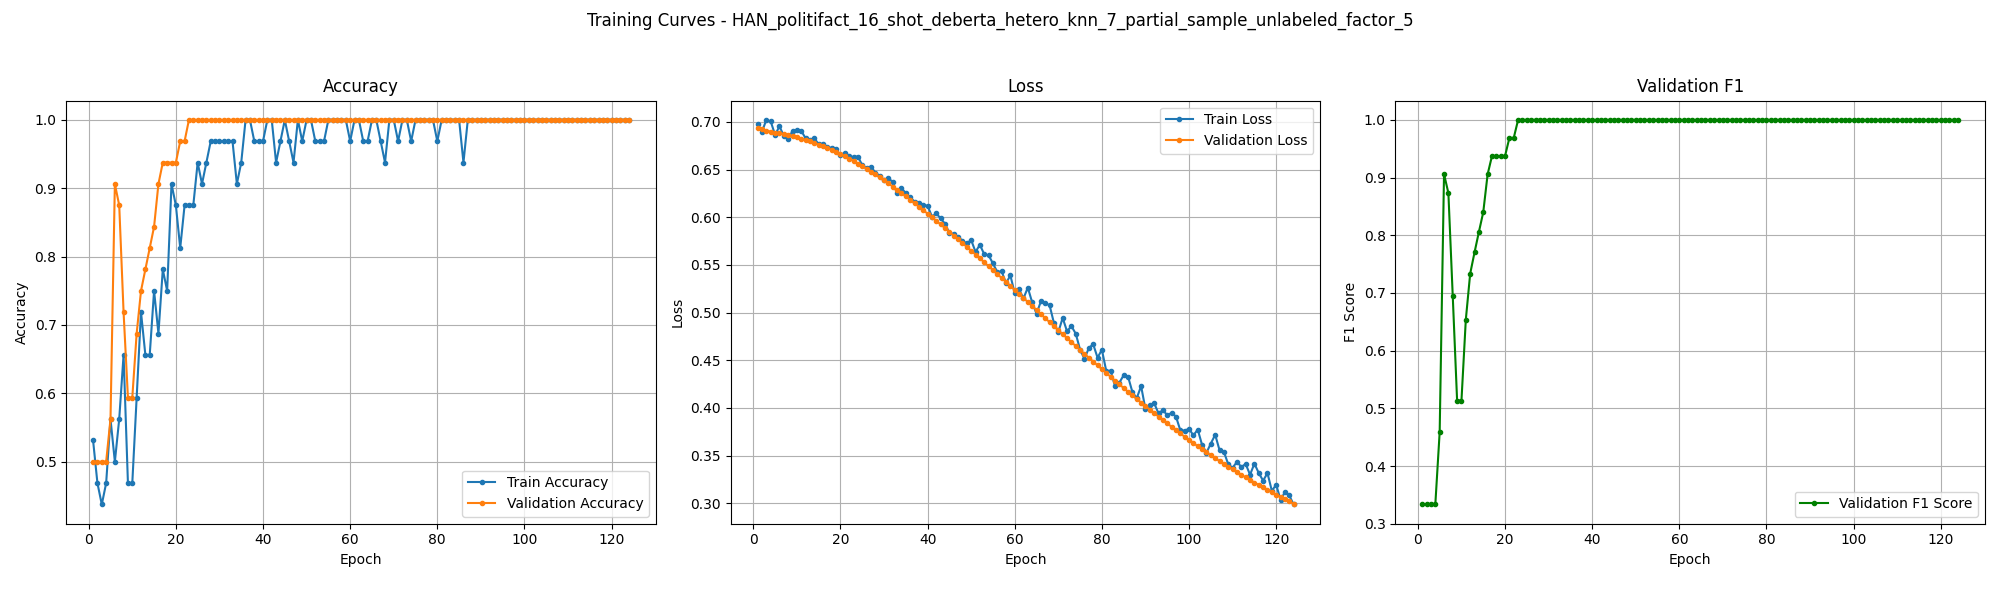 Training Curves - HAN_politifact_16_shot_deberta_hetero_knn_7_partial_sample_unlabeled_factor_5
Accuracy
Accuracy
1.0
0.9
0.8
0.7
0.6
0.5
0
20
40
60
80
100
120
Epoch
Train Accuracy
Validation Accuracy
Loss
Loss
0.70
0.65
0.60
0.55
0.50
0.45
0.40
0.35
0.30
0
20
40
60
80
100
120
Epoch
Train Loss
Validation Loss
Validation F1
F1 Score
1.0
0.9
0.8
0.7
0.6
0.5
0.4
0.3
0
20
40
60
80
100
120
Epoch
Validation F1 Score